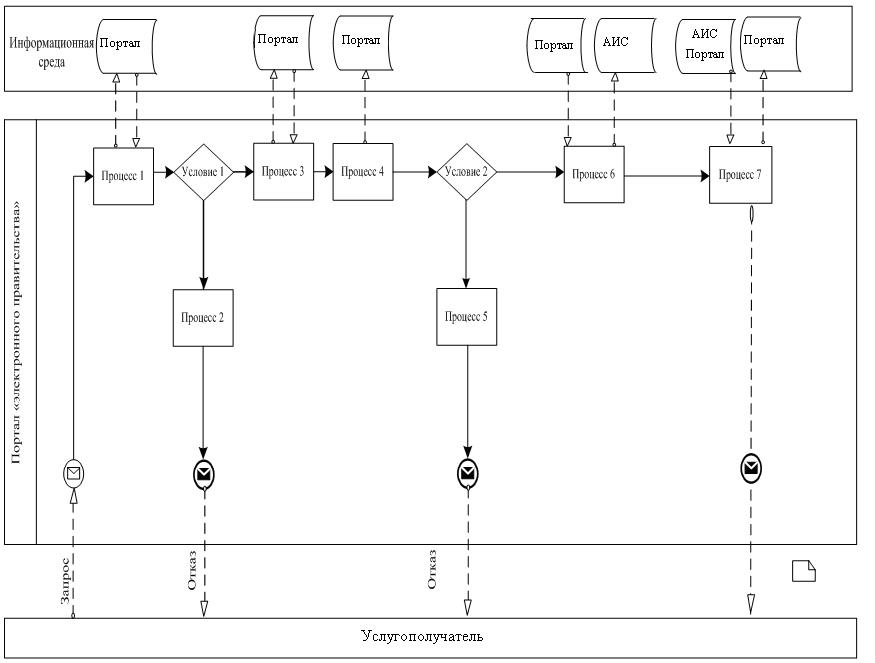 Информационная
среда
Портал
Портал
Портал
Портал
АИС
АИС
Портал
Портал
Портал «электронного правительства»
Процесс 1
Условие 1
Процесс 3
Процесс 4
Условие 2
Процесс 6
Процесс 7
Процесс 2
Процесс 5
Запрос
Отказ
Отказ
Услугополучатель